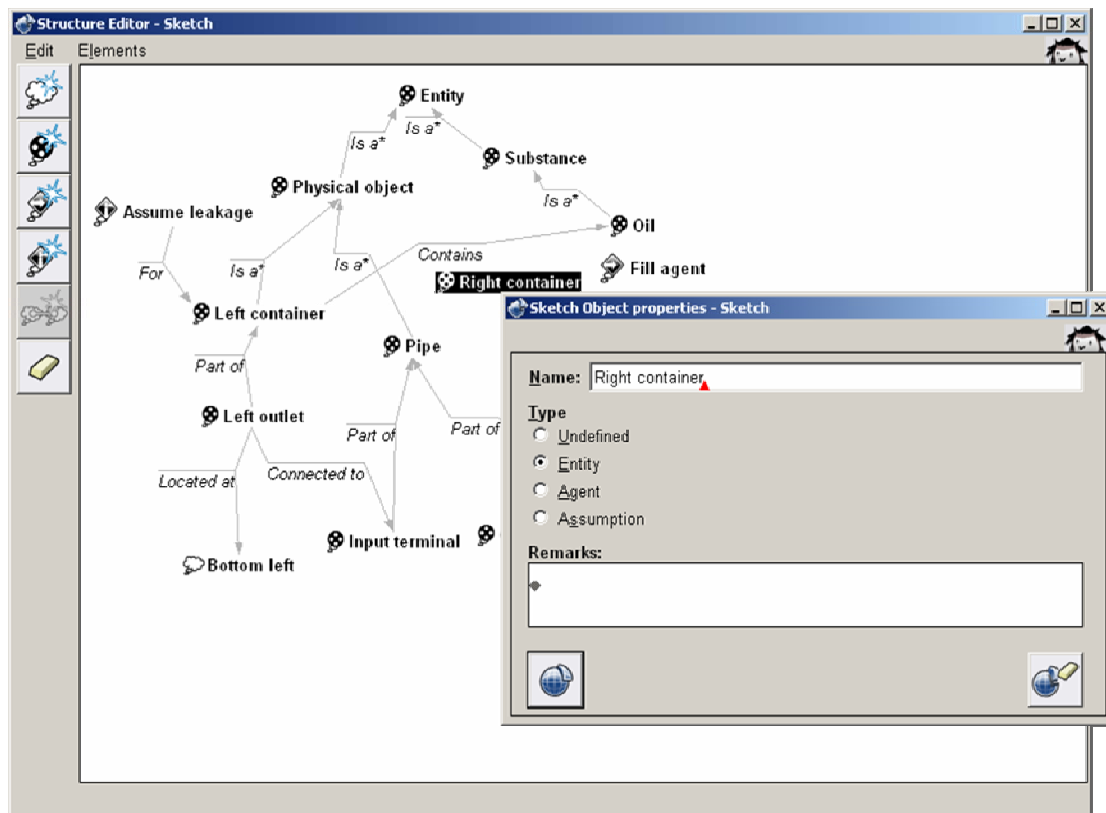 Structure Editor - Sketch
Edit Elements
Entity
Is a*
Is a*
Substance
Physical object
Is a*
Assume leakage
Oil
Contains
For
Is a*
Is a*
Fill agent
Right container
Left container
Sketch Object properties - Sketch
Pipe
Part of
Name: Right container
Left outlet
Type
Part of
Part of
Undefined
Entity
Located at
Connected to
Agent
Assumption
Input terminal
Remarks:
Bottom left